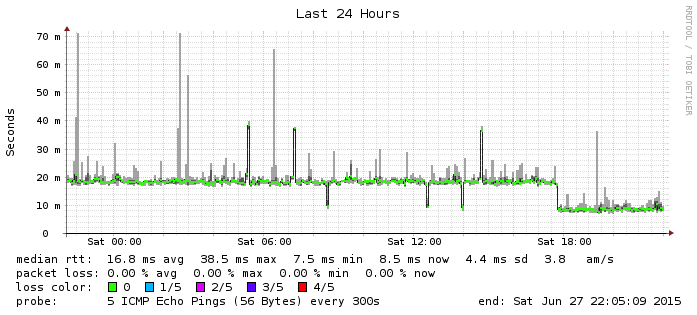 Last 24 Hours
RRDTOOL / TOBI OETIKER
Seconds
70 m
60 m
50 m
40 m
30 m
20 m
10 m
0
Sat 00:00 Sat 06:00 Sat 12:00 Sat 18:00
median rtt: 16.8 ms avg 38.5 ms max 7.5 ms min 8.5 ms now 4.4 ms sd 3.8 am/s
packet loss: 0.00 % avg 0.00 % max 0.00 % min 0.00 % now
loss color: 0 1/5 2/5 3/5 4/5
probe: 5 ICMP Echo Pings (56 Bytes) every 300s end: Sat Jun 27 22:05:09 2015